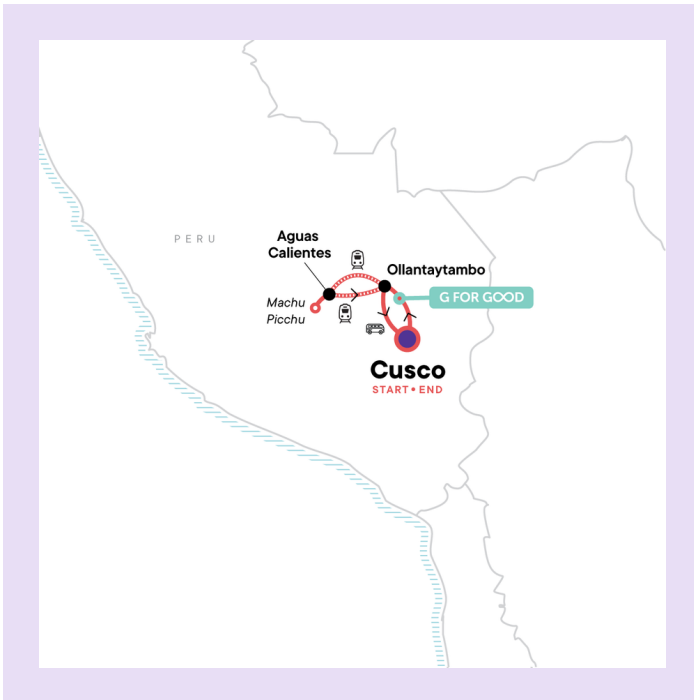 PERU
Aguas
Calientes
Ollantaytambo
G FOR GOOD
Machu
Picchu
Cusco
START • END